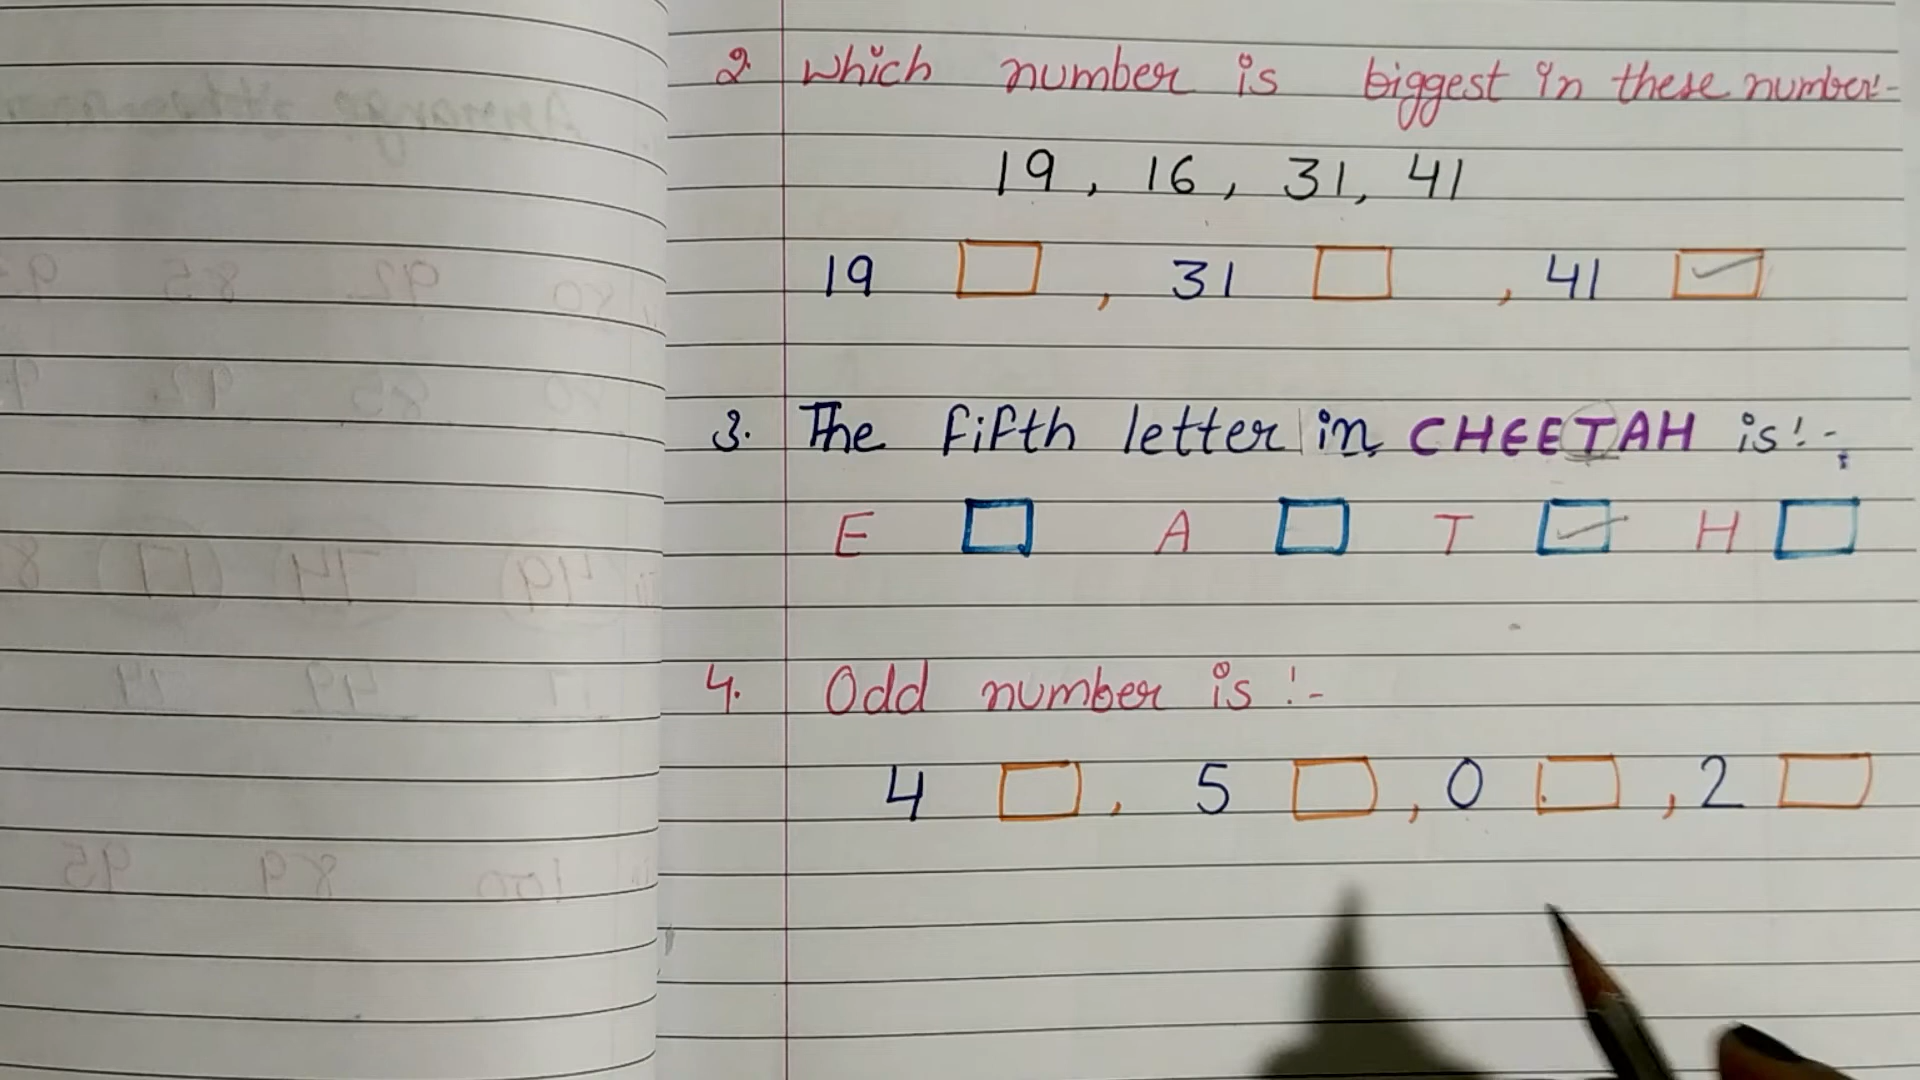 2. Which number is biggest in these number:-
19, 16, 31, 41
19 , 31 , 41
3. The fifth letter in CHEETAH is:-
E A T H
4. Odd number is:-
4 , 5 , 0 , 2